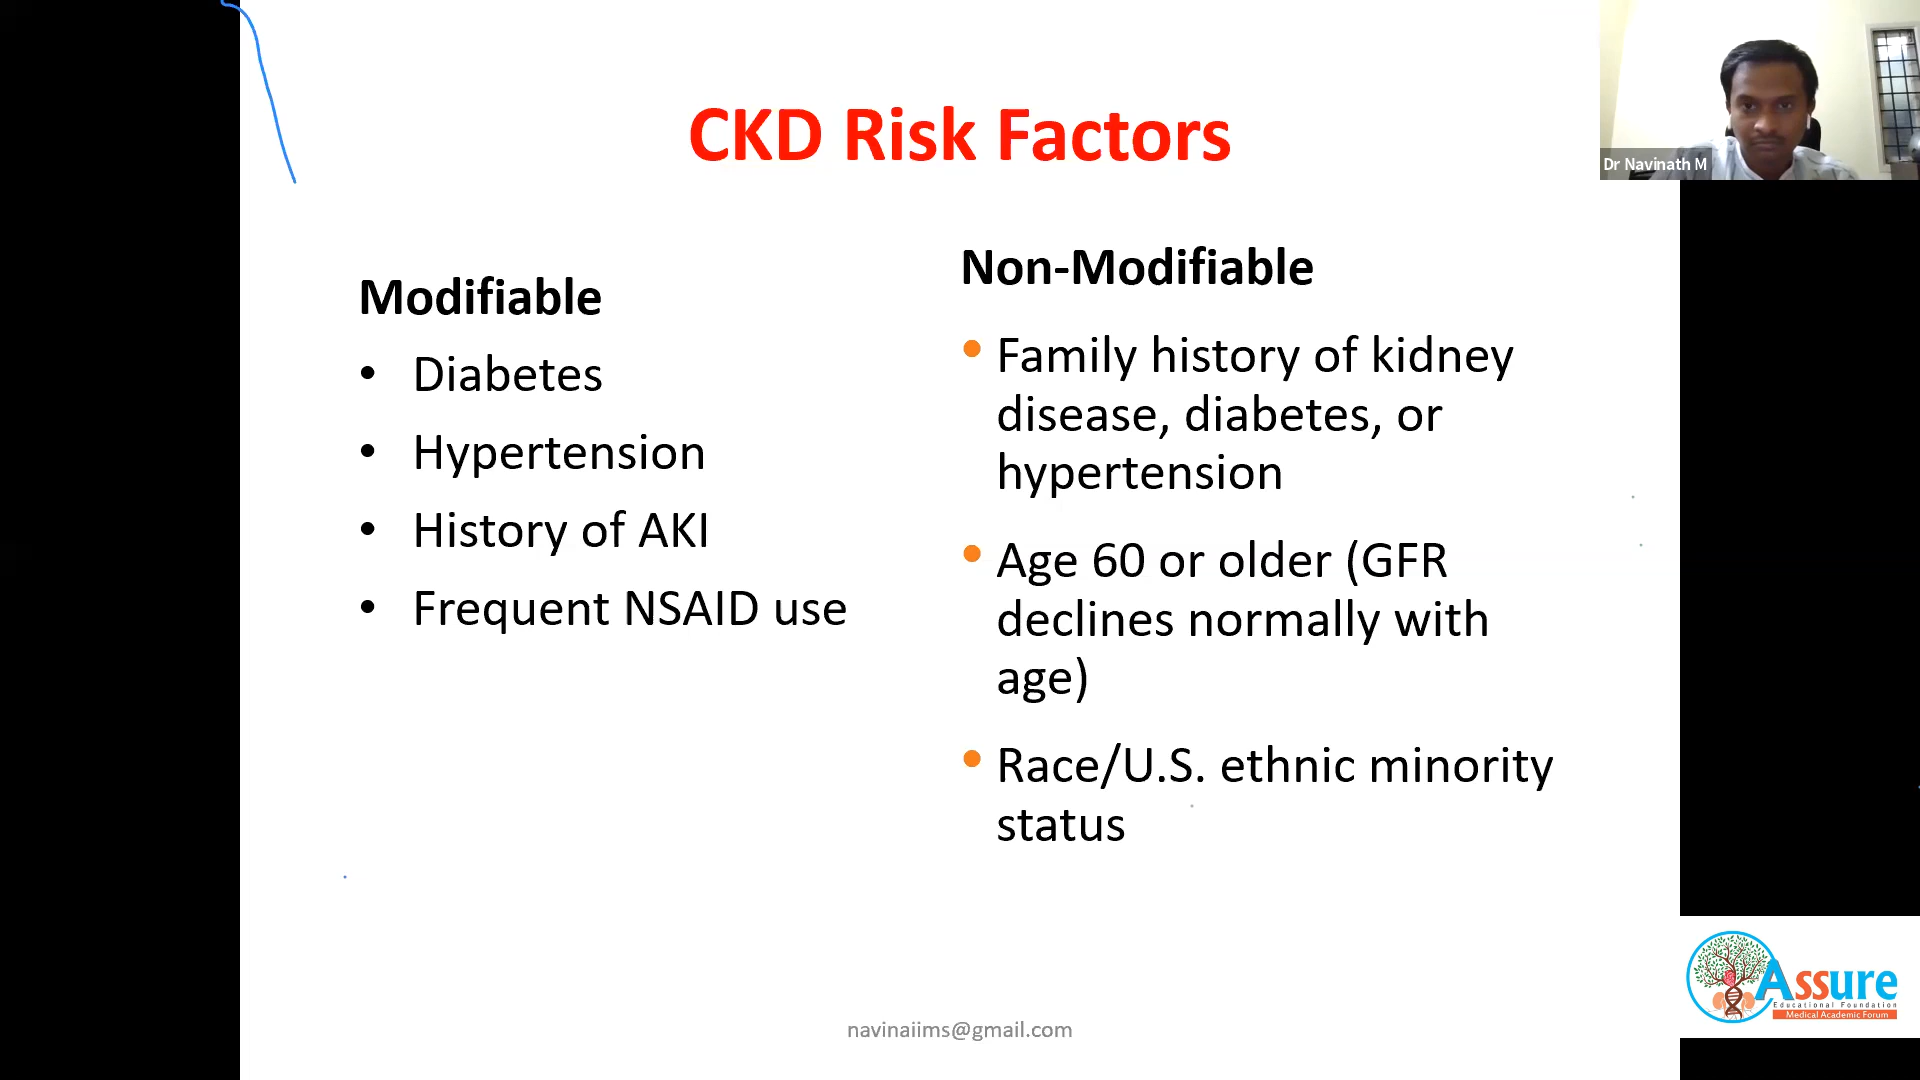 CKD Risk Factors
Dr Navinath M
Modifiable
• Diabetes
• Hypertension
• History of AKI
• Frequent NSAID use
Non-Modifiable
• Family history of kidney
disease, diabetes, or
hypertension
• Age 60 or older (GFR
declines normally with
age)
• Race/U.S. ethnic minority
status
navinaiims@gmail.com
Assure
Educational Foundation
Medical Academic Forum